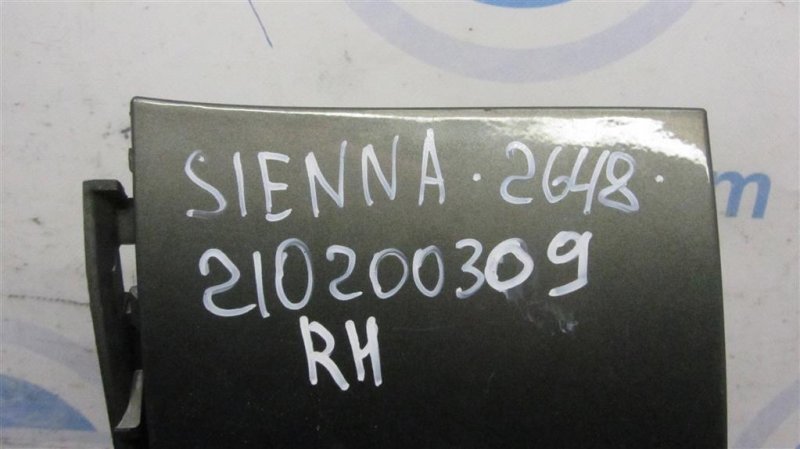 SIENNA · 2648 ·
210200309
RH
m